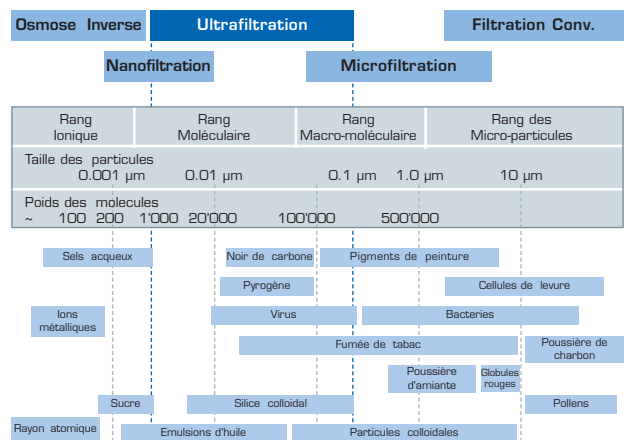 Osmose Inverse
Ultrafiltration
Filtration Conv.
Nanofiltration
Microfiltration
Rang
Ionique
Rang
Moléculaire
Rang
Macro-moléculaire
Rang des
Micro-particules
Taille des particules
0.001 µm 0.01 µm 0.1 µm 1.0 µm 10 µm
Poids des molecules
~ 100 200 1'000 20'000 100'000 500'000
Sels acqueux
Noir de carbone
Pigments de peinture
Pyrogène
Cellules de levure
Ions
métalliques
Virus
Bacteries
Fumée de tabac
Poussière de
charbon
Poussière
d'amiante
Globules
rouges
Sucre
Silice colloidal
Pollens
Rayon atomique
Emulsions d'huile
Particules colloidales